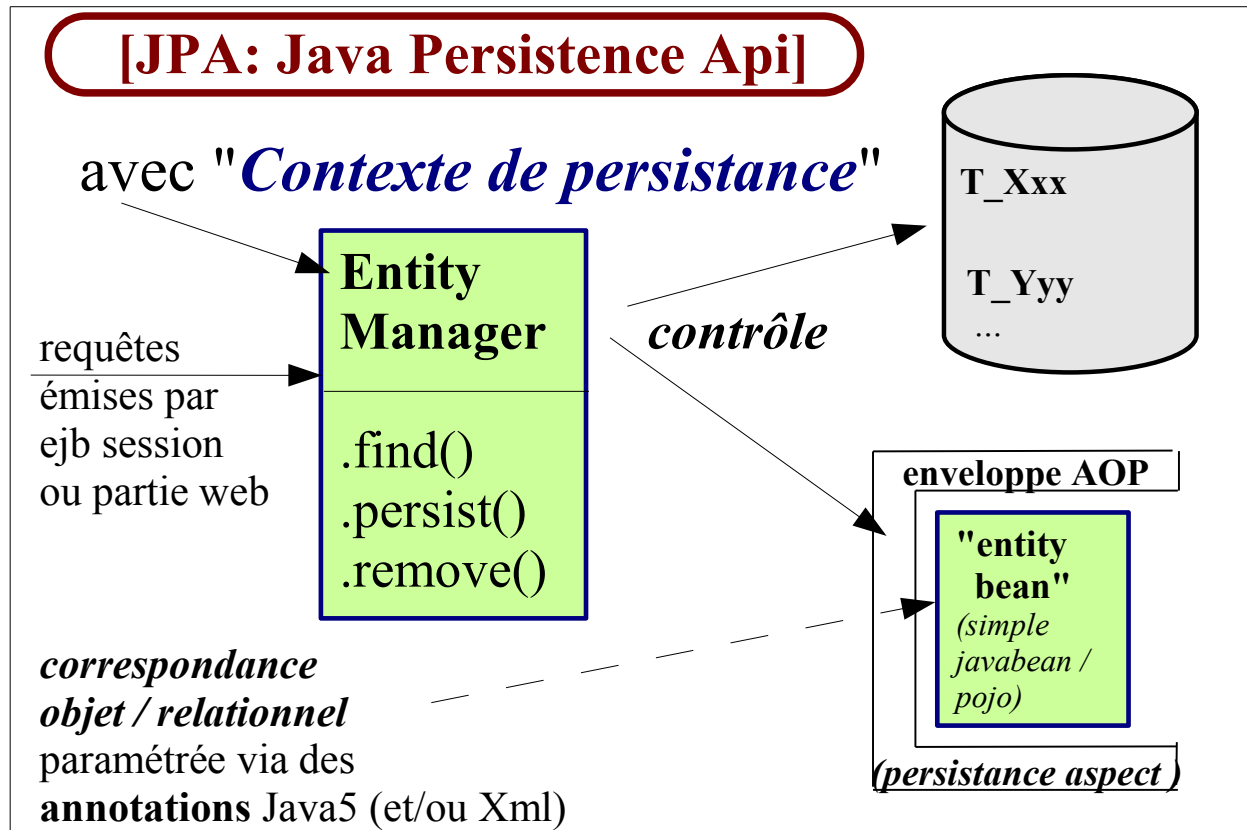 [JPA: Java Persistence Api]
avec "Contexte de persistance"
T_Xxx
T_Yyy
...
Entity
Manager
.find()
.persist()
.remove()
contrôle
requêtes
émises par
ejb session
ou partie web
enveloppe AOP
"entity
bean"
(simple
javabean /
pojo)
(persistance aspect )
correspondance
objet / relationnel
paramétrée via des
annotations Java5 (et/ou Xml)